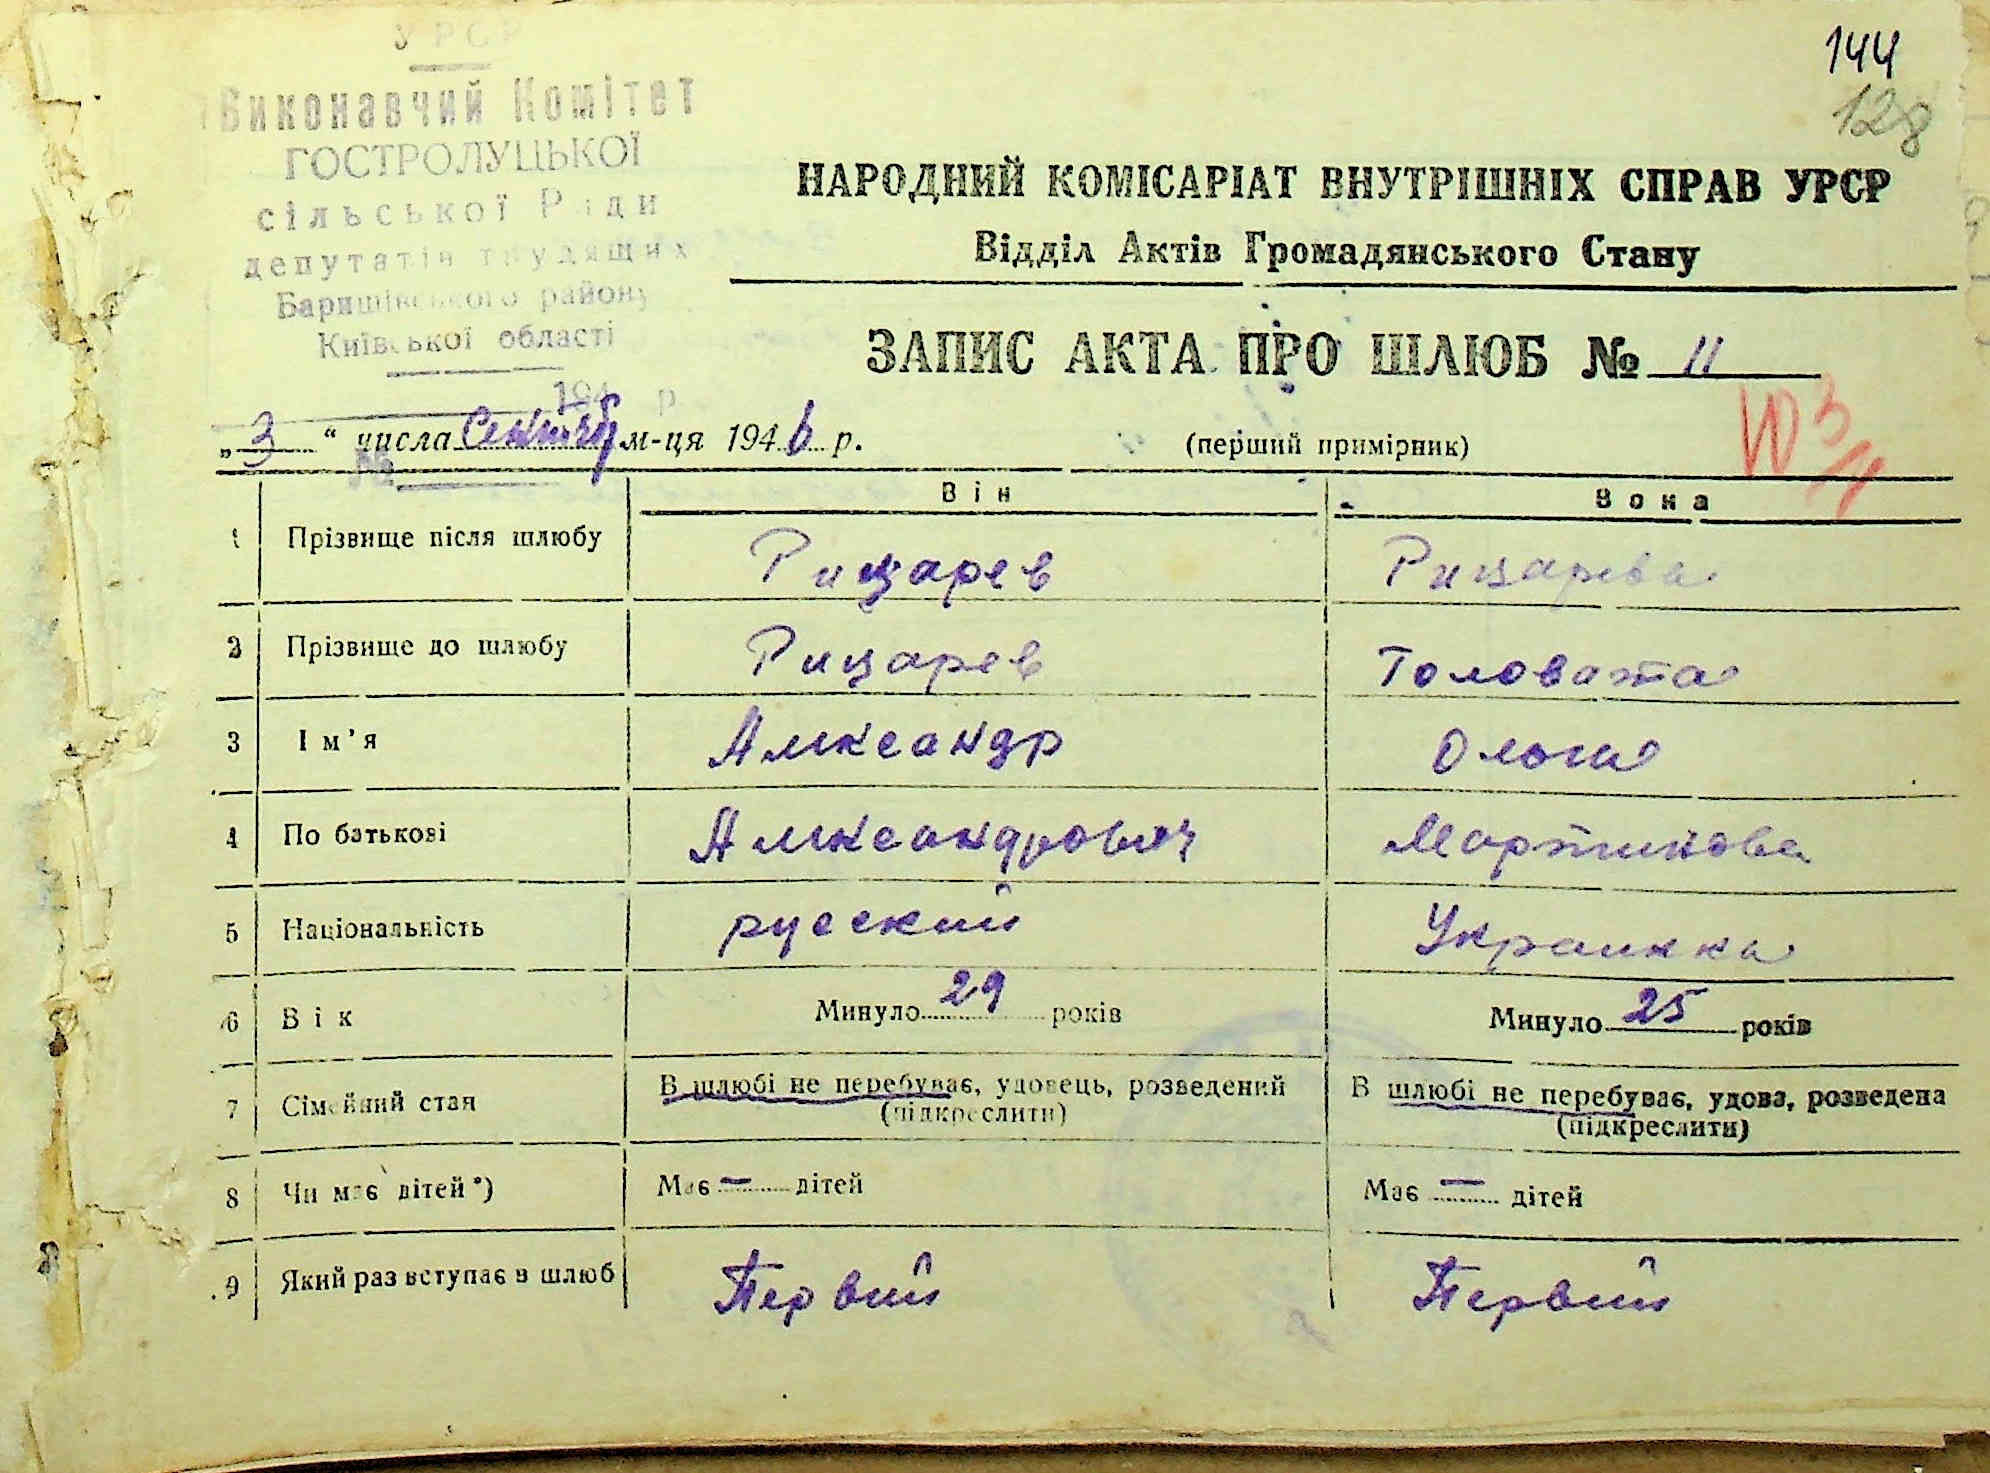 УРСР
Виконавчий Комітет
ГОСТРОЛУЦЬКОЇ
сільської Ради
депутатів трудящих
Баришівського району
Київської області
194 р
№
144
128
НАРОДНИЙ КОМІСАРІАТ ВНУТРІШНІХ СПРАВ УРСР
Відділ Актів Громадянського Стану
ЗАПИС АКТА ПРО ШЛЮБ № 11
„3“ числа Сентябр м-ця 1946 р. (перший примірник)
Він Вона
1 Прізвище після шлюбу Рицарев Рицарева
2 Прізвище до шлюбу Рицарев Головата
3 Ім’я Александр Ольга
4 По батькові Александрович Мартинова
5 Національність русский Украинка
6 Вік Минуло 29 років Минуло 25 років
7 Сімейний стан В шлюбі не перебуває, удовець, розведений В шлюбі не перебуває, удова, розведена
(підкреслити) (підкреслити)
8 Чи має дітей*) Має — дітей Має — дітей
9 Який раз вступає в шлюб Первий Первий